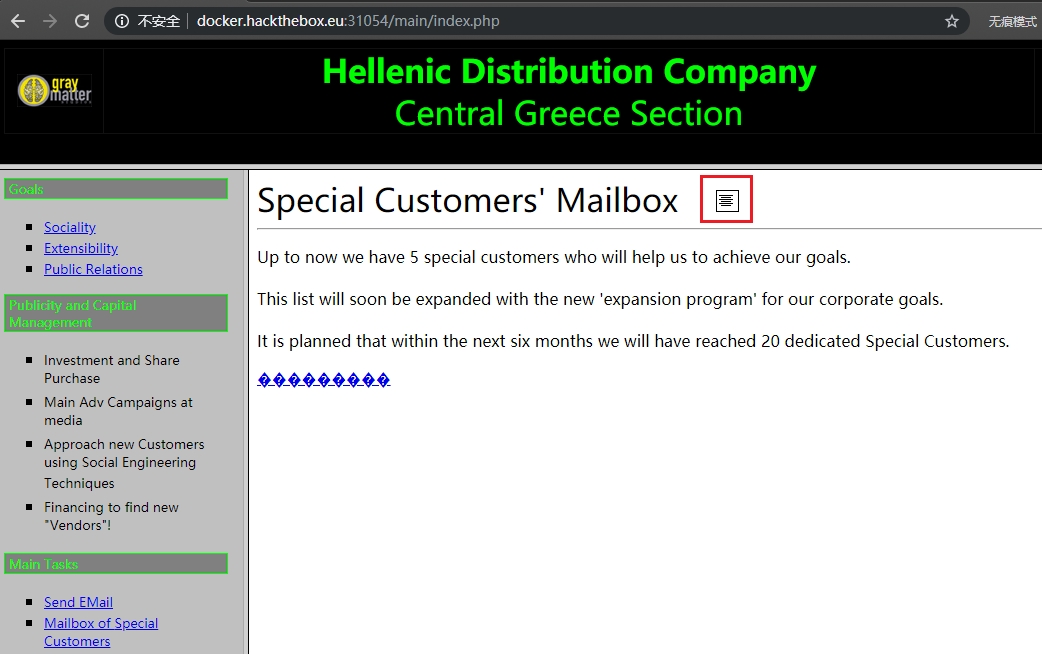 不安全 docker.hackthebox.eu:31054/main/index.php 无痕模式
gray
matter
Hellenic Distribution Company
Central Greece Section
Goals
Sociality
Extensibility
Public Relations
Publicity and Capital
Management
Investment and Share
Purchase
Main Adv Campaigns at
media
Approach new Customers
using Social Engineering
Techniques
Financing to find new
"Vendors"!
Main Tasks
Send EMail
Mailbox of Special
Customers
Special Customers' Mailbox
Up to now we have 5 special customers who will help us to achieve our goals.
This list will soon be expanded with the new 'expansion program' for our corporate goals.
It is planned that within the next six months we will have reached 20 dedicated Special Customers.
���������